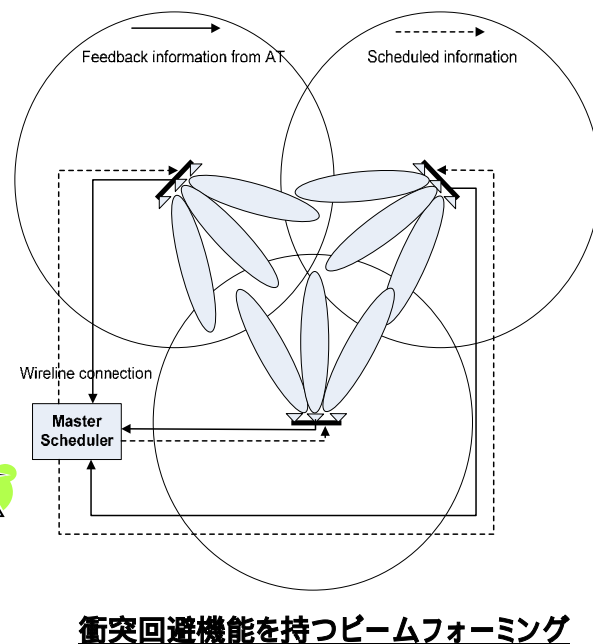 Feedback information from AT
Scheduled information
Wireline connection
Master
Scheduler
衝突回避機能を持つビームフォーミング